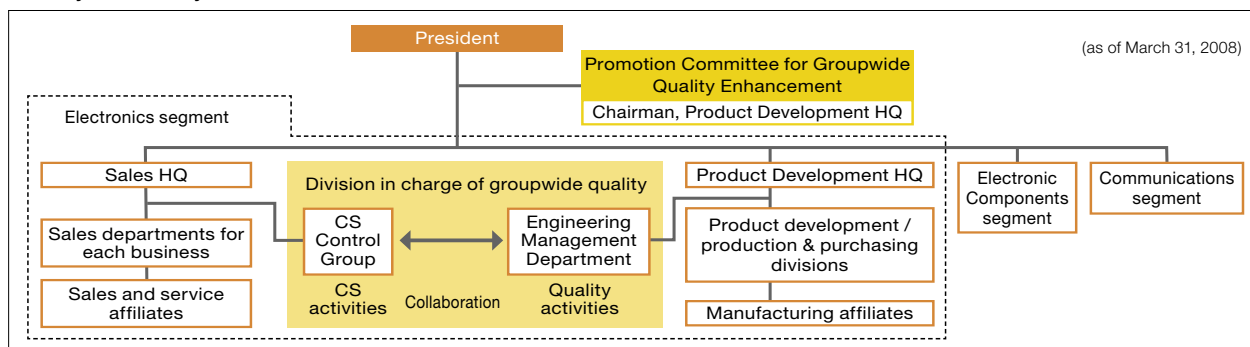 President
(as of March 31, 2008)
Promotion Committee for Groupwide
Quality Enhancement
Chairman, Product Development HQ
Electronics segment
Sales HQ
Division in charge of groupwide quality
Product Development HQ
Electronic
Components
segment
Communications
segment
Sales departments for
each business
CS
Control
Group
Engineering
Management
Department
Product development /
production & purchasing
divisions
Sales and service
affiliates
CS
activities
Collaboration
Quality
activities
Manufacturing affiliates